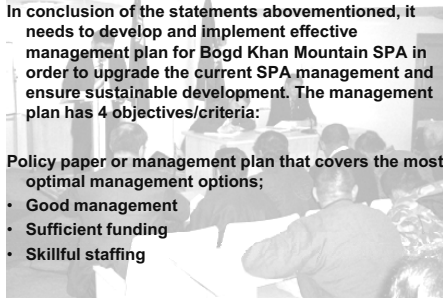 In conclusion of the statements abovementioned, it
needs to develop and implement effective
management plan for Bogd Khan Mountain SPA in
order to upgrade the current SPA management and
ensure sustainable development. The management
plan has 4 objectives/criteria:
Policy paper or management plan that covers the most
optimal management options;
• Good management
• Sufficient funding
• Skillful staffing